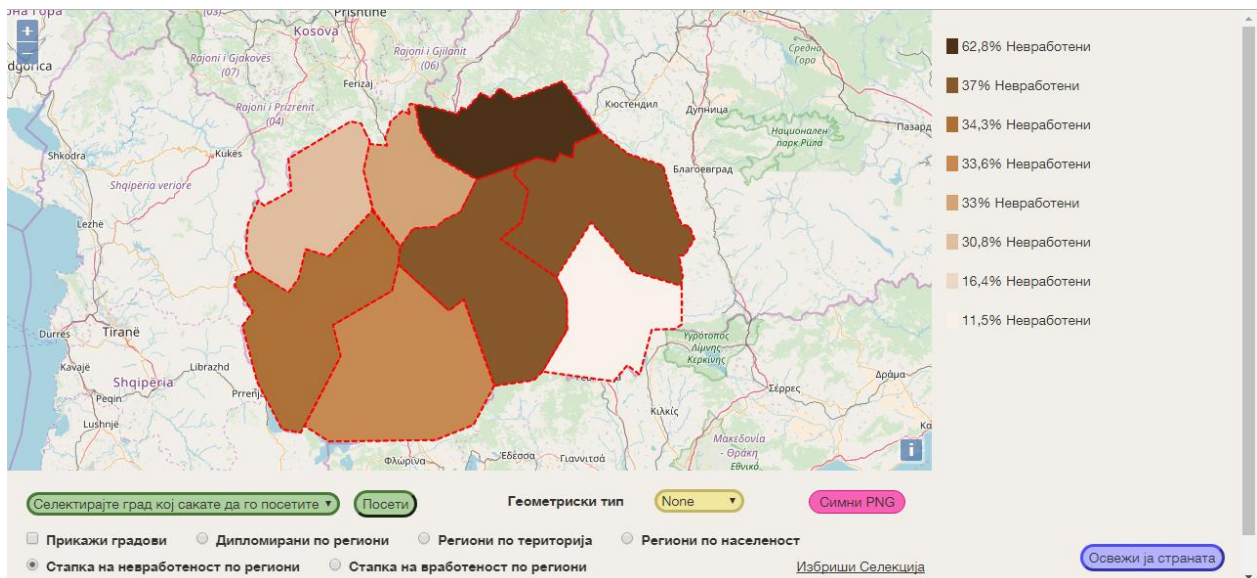 Prishtinë
Kosova
Rajoni i Gjakovës
(07)
Rajoni i Gjilanit
(06)
Ferizaj
Rajoni i Prizrenit
(04)
Средна
Гора
Кюстендил
Дупница
Национален
парк Рила
Благоевград
Shkodra
Kukës
Shqipëria veriore
Lezhë
Durrës
Tiranë
Kavajë
Librazhd
Shqipëria
Peqin
Lushnjë
Υγρότοπος
Λίμνης
Κερκίνης
Δράμα
Σέρρες
Κιλκίς
Μακεδονία
- Θράκη
Εθνικό
Φλώρινα
Έδεσσα
Γιαννιτσά
+
−
i
62,8% Невработени
37% Невработени
34,3% Невработени
33,6% Невработени
33% Невработени
30,8% Невработени
16,4% Невработени
11,5% Невработени
Селектирајте град кој сакате да го посетите
Посети
Геометриски тип
None
Симни PNG
Прикажи градови
Дипломирани по региони
Региони по територија
Региони по населеност
Стапка на невработеност по региони
Стапка на вработеност по региони
Избриши Селекција
Освежи ја страната